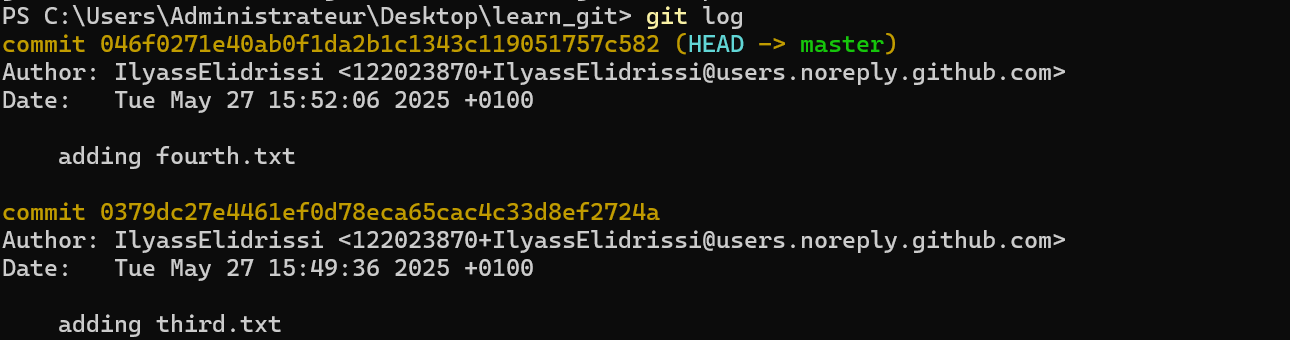 PS C:\Users\Administrateur\Desktop\learn_git> git log
commit 046f0271e40ab0f1da2b1c1343c119051757c582 (HEAD -> master)
Author: IlyassElidrissi <122023870+IlyassElidrissi@users.noreply.github.com>
Date:   Tue May 27 15:52:06 2025 +0100
    adding fourth.txt
commit 0379dc27e4461ef0d78eca65cac4c33d8ef2724a
Author: IlyassElidrissi <122023870+IlyassElidrissi@users.noreply.github.com>
Date:   Tue May 27 15:49:36 2025 +0100
    adding third.txt